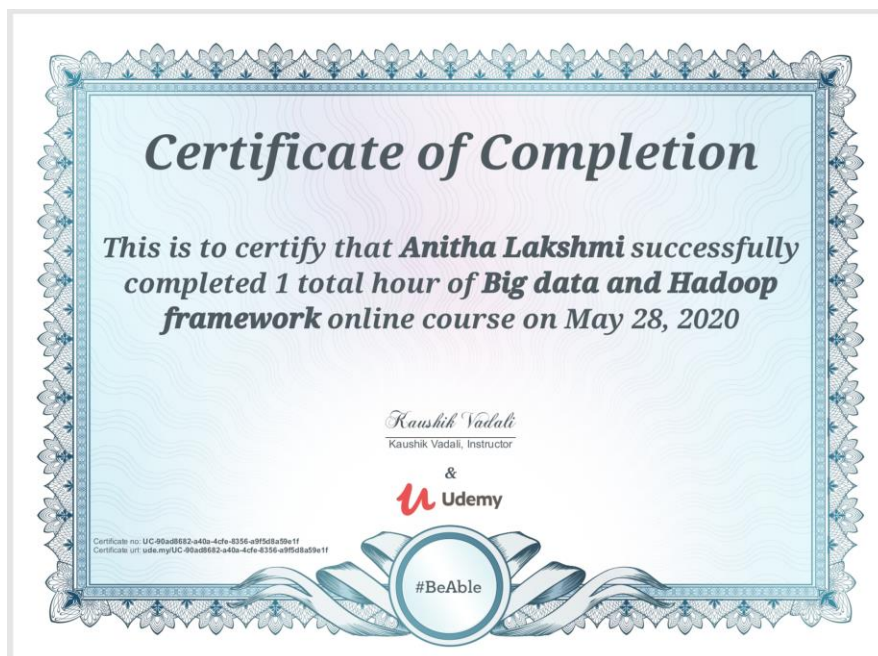 Certificate of Completion
This is to certify that Anitha Lakshmi successfully
completed 1 total hour of Big data and Hadoop
framework online course on May 28, 2020
Kaushik Vadali
Kaushik Vadali, Instructor
&
Udemy
Certificate no: UC-90ad8682-a40a-4cfe-8356-a9f5d8a59e1f
Certificate url: ude.my/UC-90ad8682-a40a-4cfe-8356-a9f5d8a59e1f
#BeAble